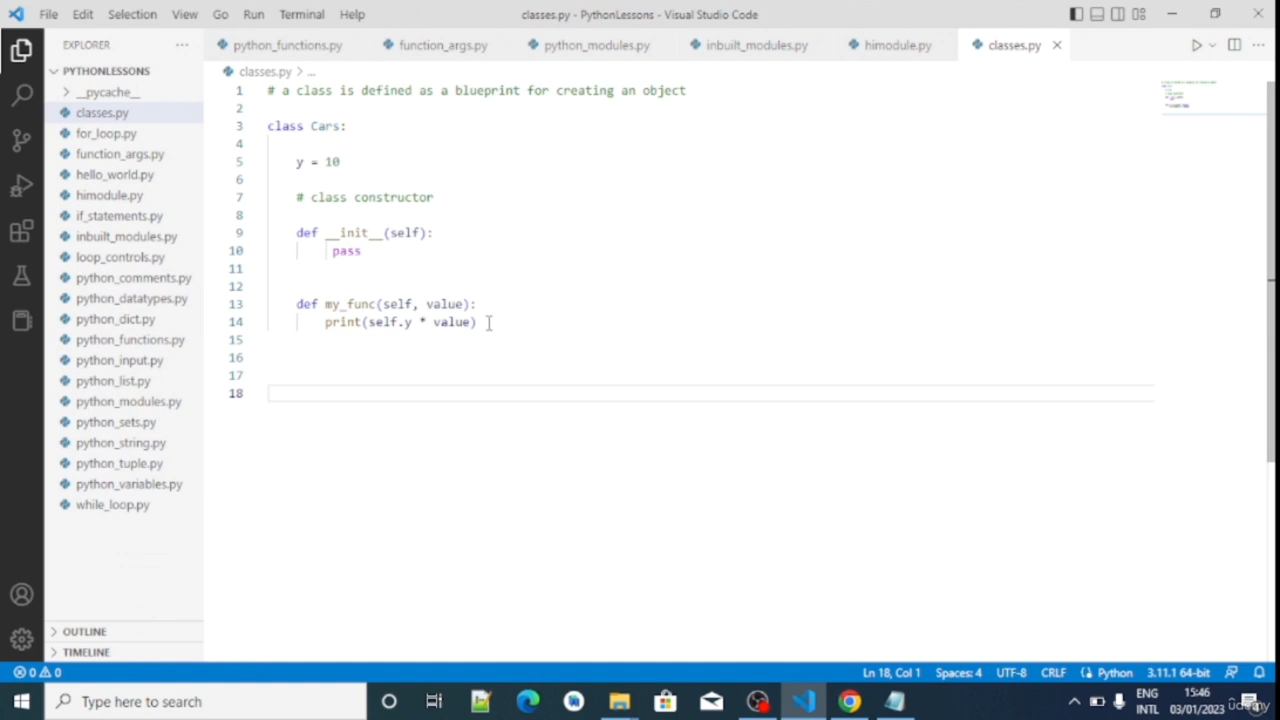 File Edit Selection View Go Run Terminal Help classes.py - PythonLessons - Visual Studio Code
EXPLORER
python_functions.py function_args.py python_modules.py inbuilt_modules.py himodule.py classes.py
PYTHONLESSONS
__pycache__
classes.py
for_loop.py
function_args.py
hello_world.py
himodule.py
if_statements.py
inbuilt_modules.py
loop_controls.py
python_comments.py
python_datatypes.py
python_dict.py
python_functions.py
python_input.py
python_list.py
python_modules.py
python_sets.py
python_string.py
python_tuple.py
python_variables.py
while_loop.py
OUTLINE
TIMELINE
classes.py > ...
1 # a class is defined as a blueprint for creating an object
2
3 class Cars:
4
5 y = 10
6
7 # class constructor
8
9 def __init__(self):
10 pass
11
12
13 def my_func(self, value):
14 print(self.y * value)
15
16
17
18
0 0 Ln 18, Col 1 Spaces: 4 UTF-8 CRLF Python 3.11.1 64-bit
Type here to search
ENG
INTL
15:46
03/01/2023
udemy